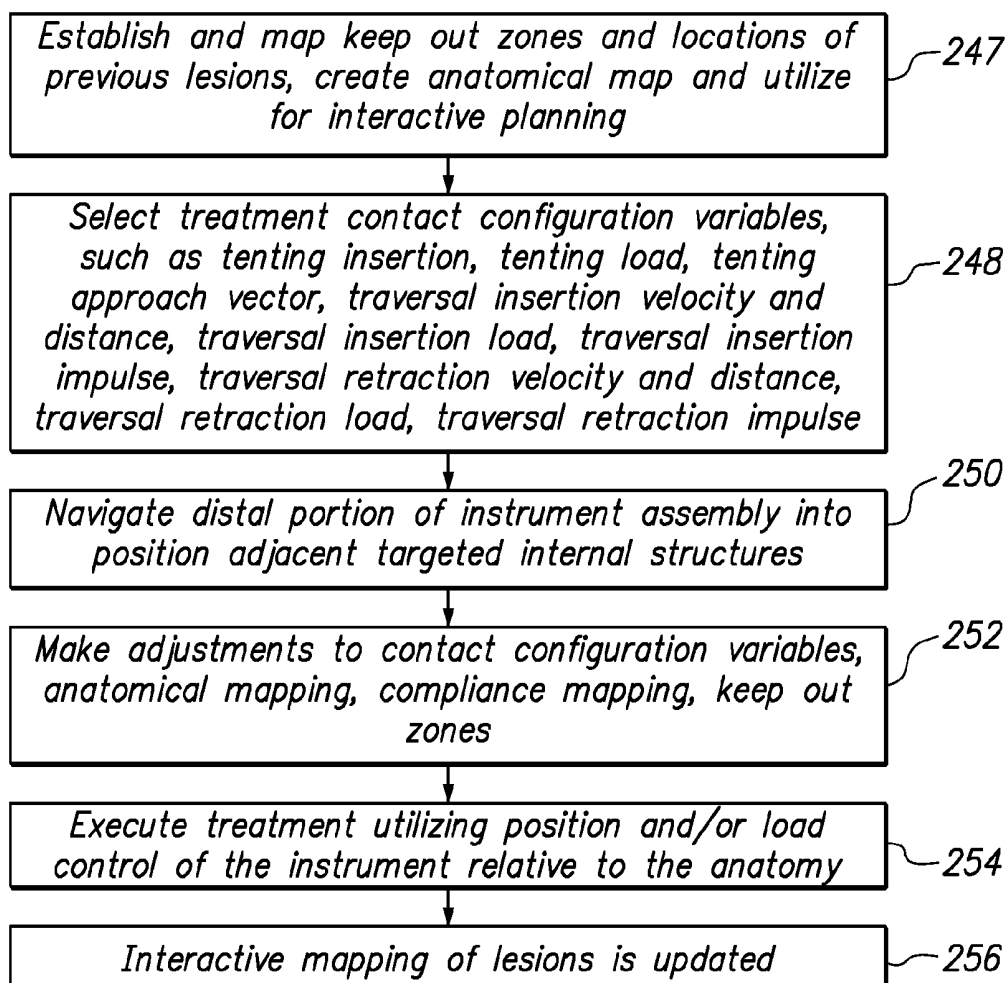 Establish and map keep out zones and locations of
previous lesions, create anatomical map and utilize
for interactive planning
247
Select treatment contact configuration variables,
such as tenting insertion, tenting load, tenting
approach vector, traversal insertion velocity and
distance, traversal insertion load, traversal insertion
impulse, traversal retraction velocity and distance,
traversal retraction load, traversal retraction impulse
248
Navigate distal portion of instrument assembly into
position adjacent targeted internal structures
250
Make adjustments to contact configuration variables,
anatomical mapping, compliance mapping, keep out
zones
252
Execute treatment utilizing position and/or load
control of the instrument relative to the anatomy
254
Interactive mapping of lesions is updated
256